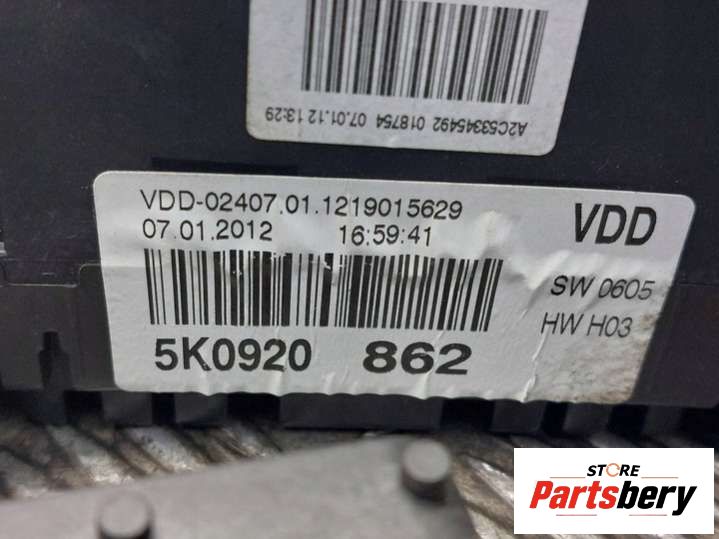 A2C53345492 018754 07.01.12 13:29
VDD-02407.01.1219015629
07.01.2012 16:59:41
VDD
SW 0605
HW H03
5K0920 862
STORE
Partsbery